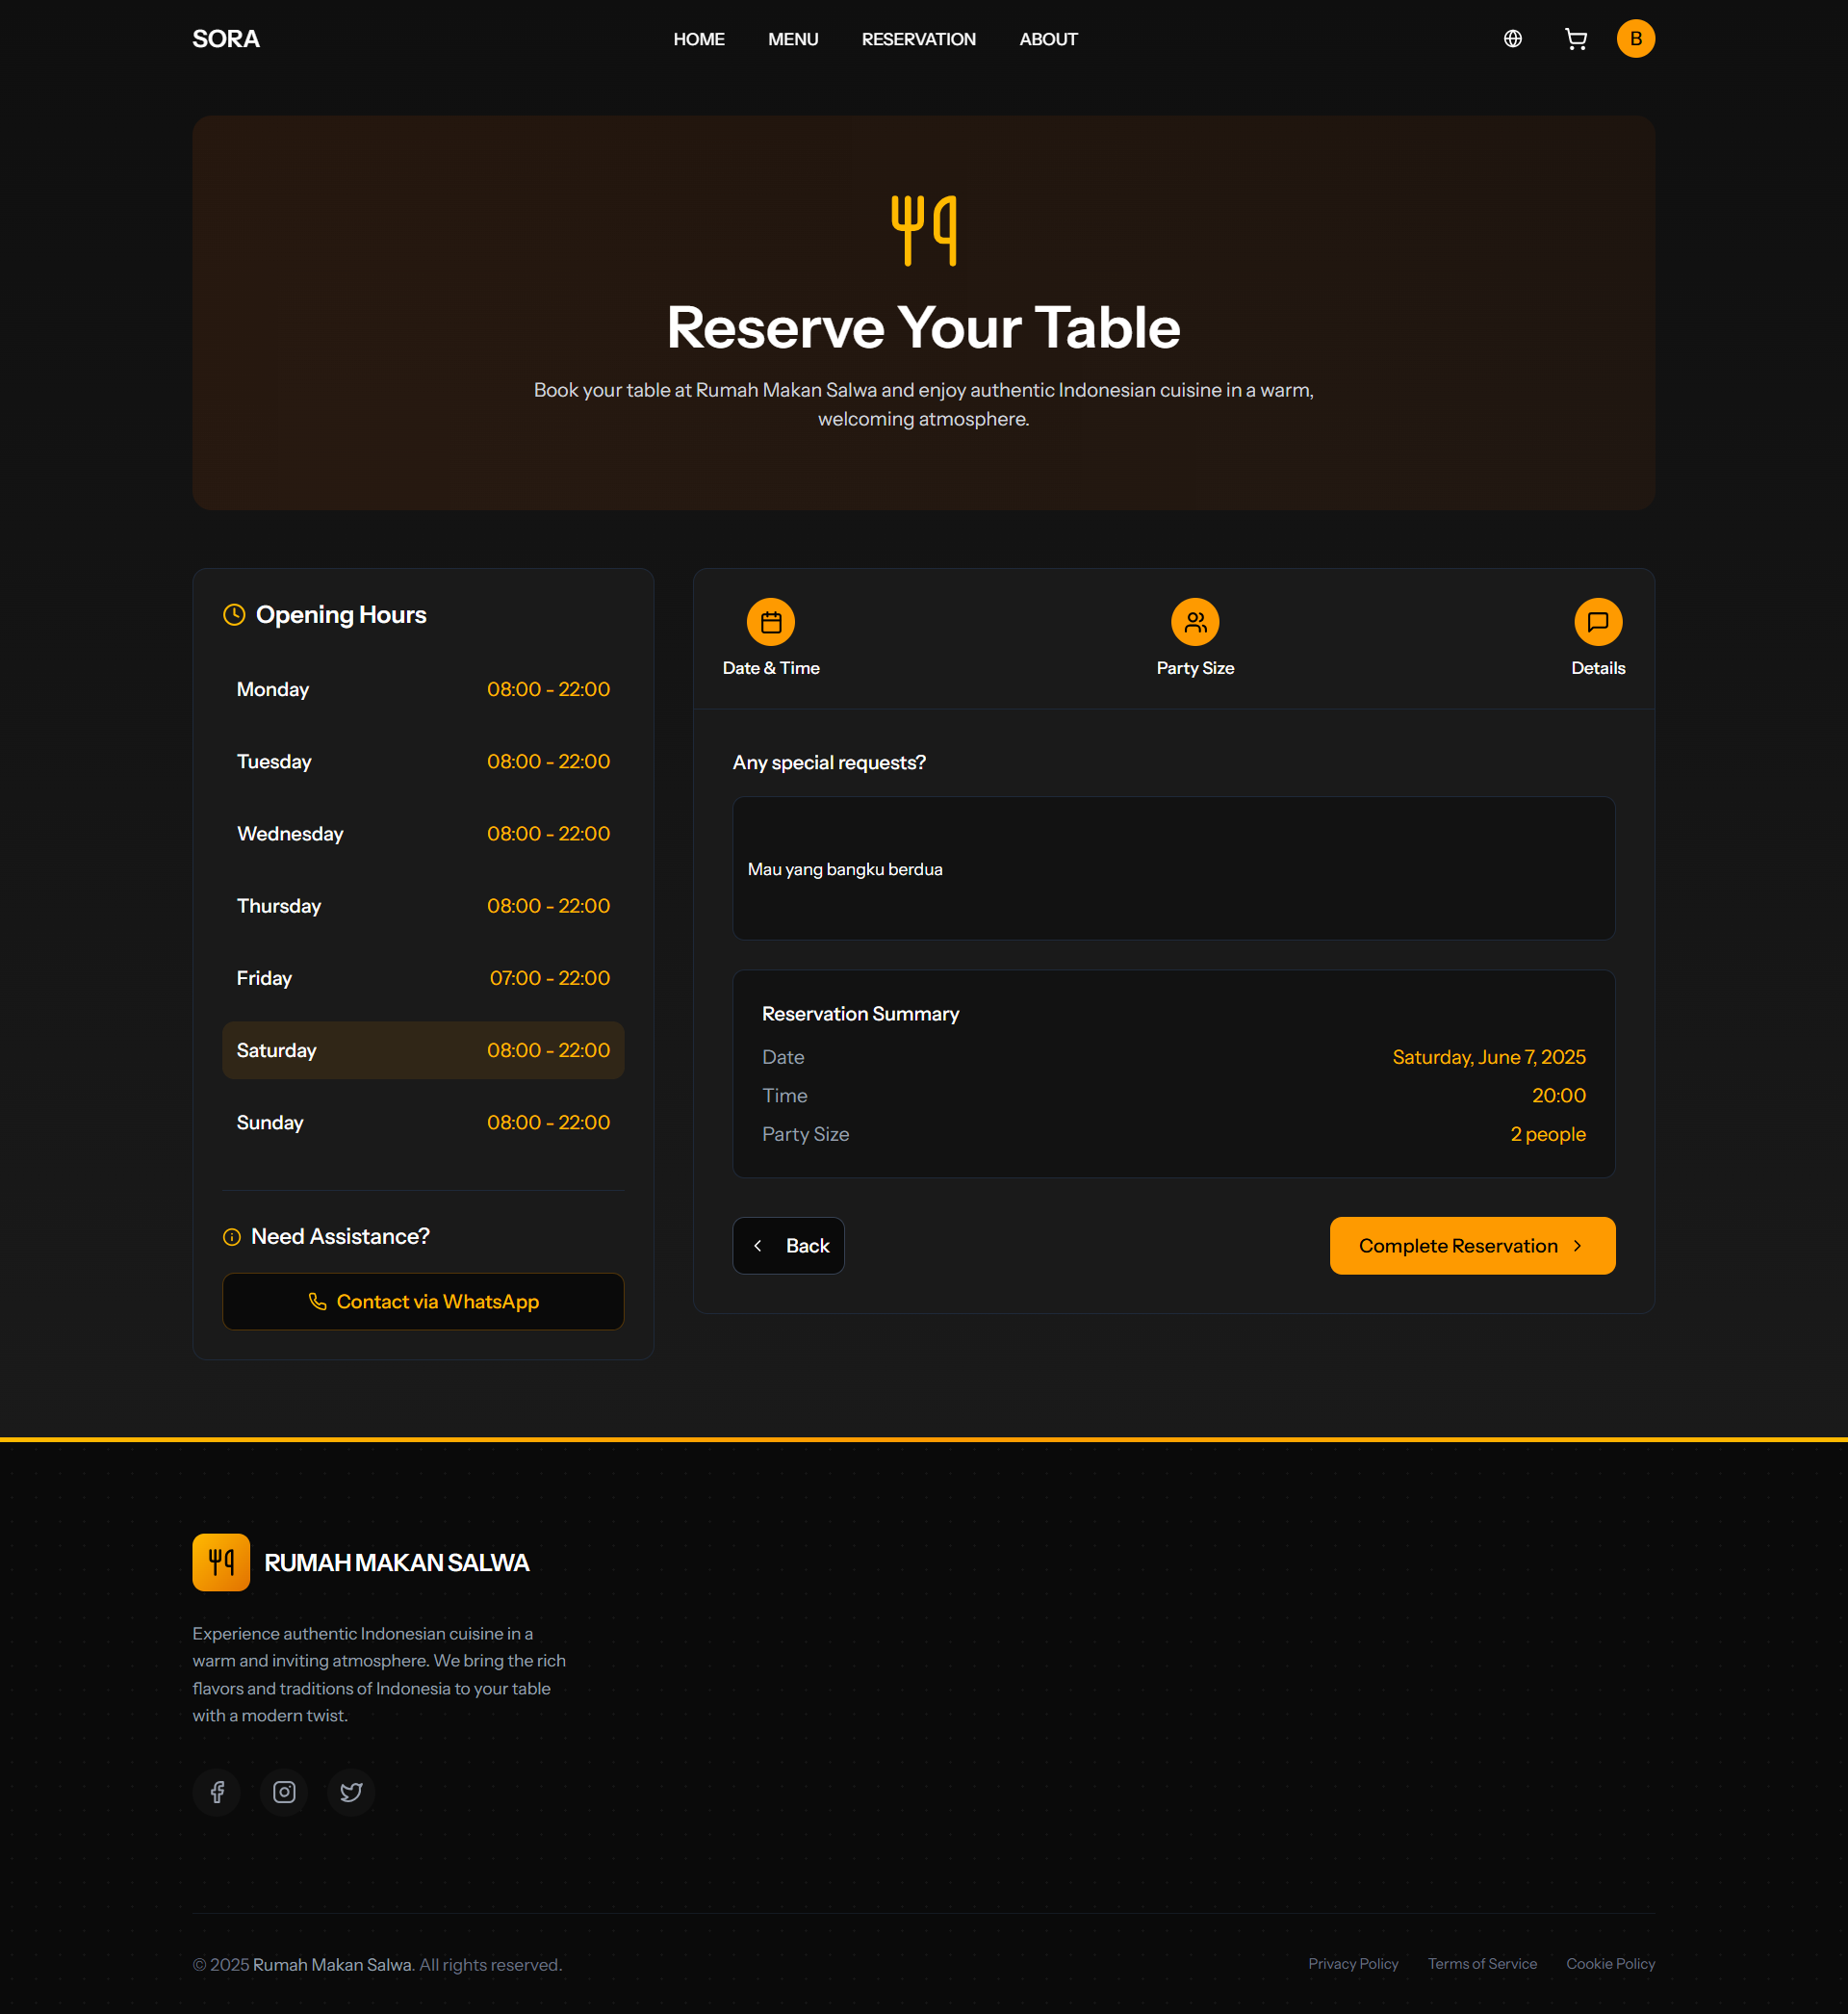 SORA
HOME MENU RESERVATION ABOUT
B
Reserve Your Table
Book your table at Rumah Makan Salwa and enjoy authentic Indonesian cuisine in a warm,
welcoming atmosphere.
Opening Hours
Monday 08:00 - 22:00
Tuesday 08:00 - 22:00
Wednesday 08:00 - 22:00
Thursday 08:00 - 22:00
Friday 07:00 - 22:00
Saturday 08:00 - 22:00
Sunday 08:00 - 22:00
Need Assistance?
Contact via WhatsApp
Date & Time Party Size Details
Any special requests?
Mau yang bangku berdua
Reservation Summary
Date Saturday, June 7, 2025
Time 20:00
Party Size 2 people
Back Complete Reservation
RUMAH MAKAN SALWA
Experience authentic Indonesian cuisine in a
warm and inviting atmosphere. We bring the rich
flavors and traditions of Indonesia to your table
with a modern twist.
© 2025 Rumah Makan Salwa. All rights reserved.
Privacy Policy Terms of Service Cookie Policy